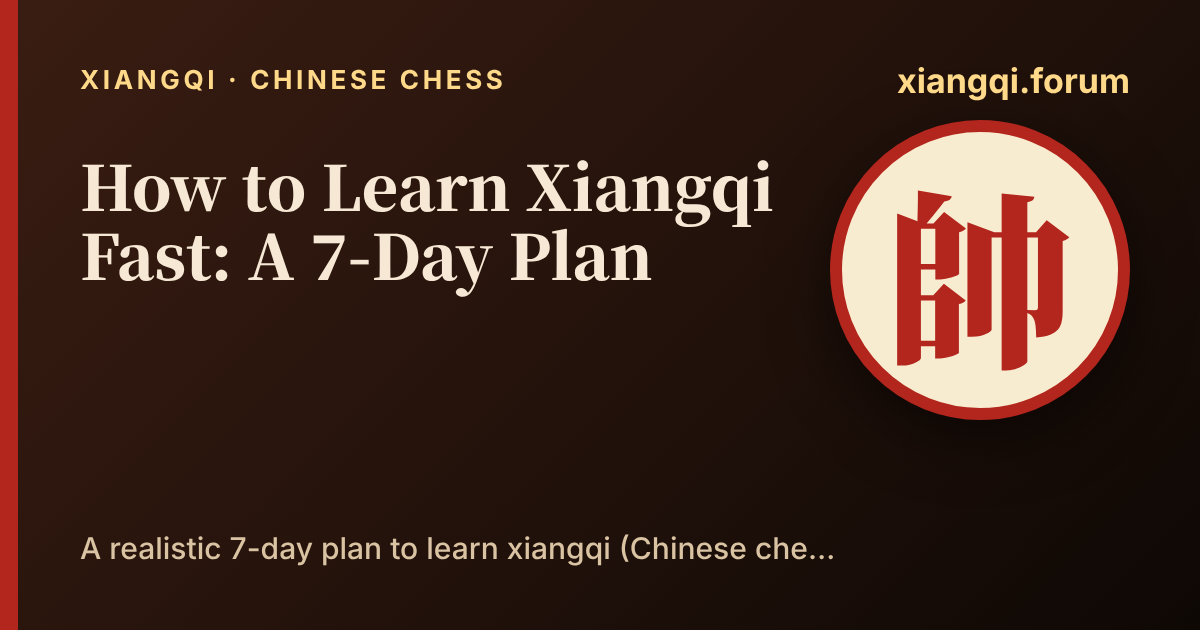 XIANGQI · CHINESE CHESS
xiangqi.forum
How to Learn Xiangqi
Fast: A 7-Day Plan
帥
A realistic 7-day plan to learn xiangqi (Chinese che...